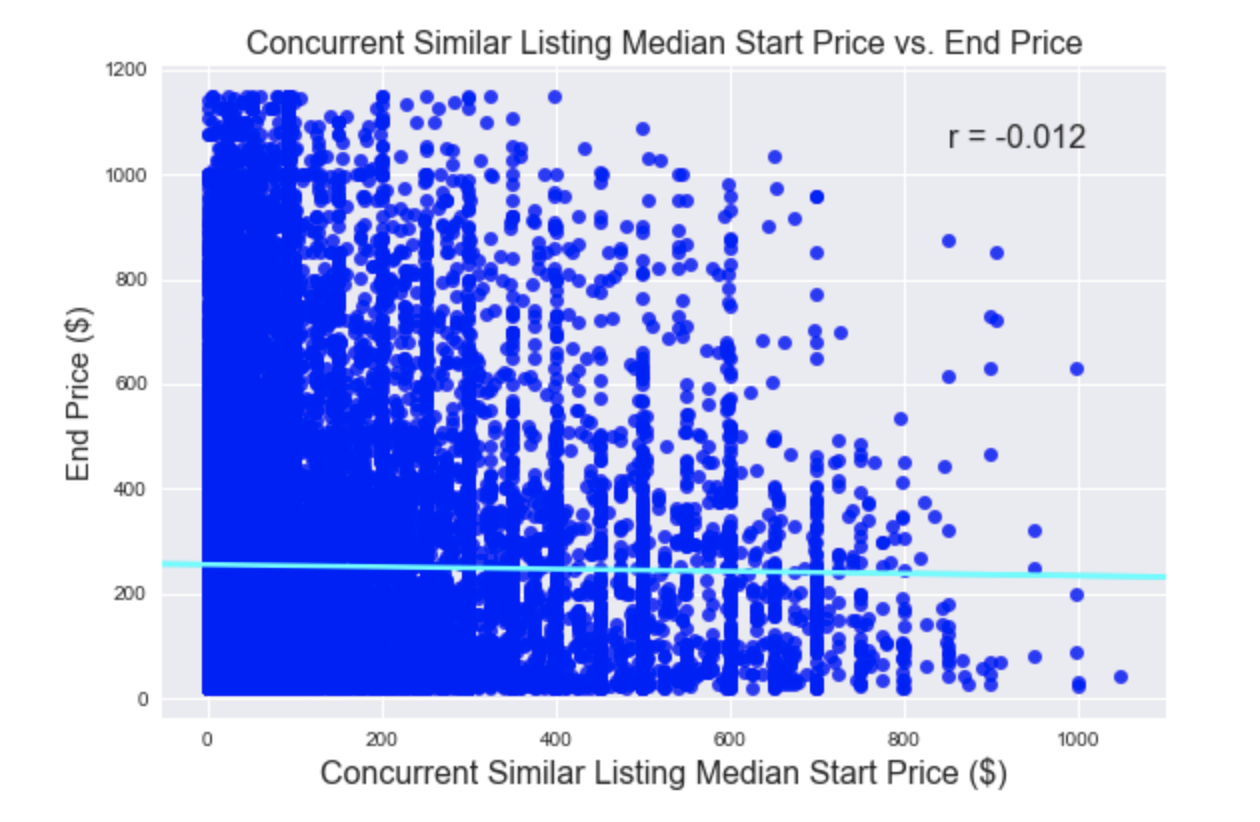 Concurrent Similar Listing Median Start Price vs. End Price
1200
r = -0.012
1000
800
End Price ($)
600
400
200
0
0 200 400 600 800 1000
Concurrent Similar Listing Median Start Price ($)